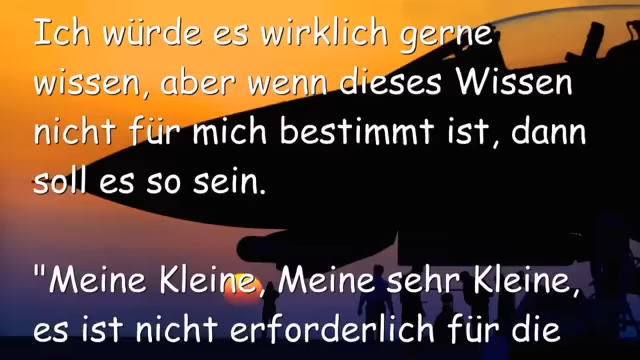 Ich würde es wirklich gerne
wissen, aber wenn dieses Wissen
nicht für mich bestimmt ist, dann
soll es so sein.
"Meine Kleine, Meine sehr Kleine,
es ist nicht erforderlich für die